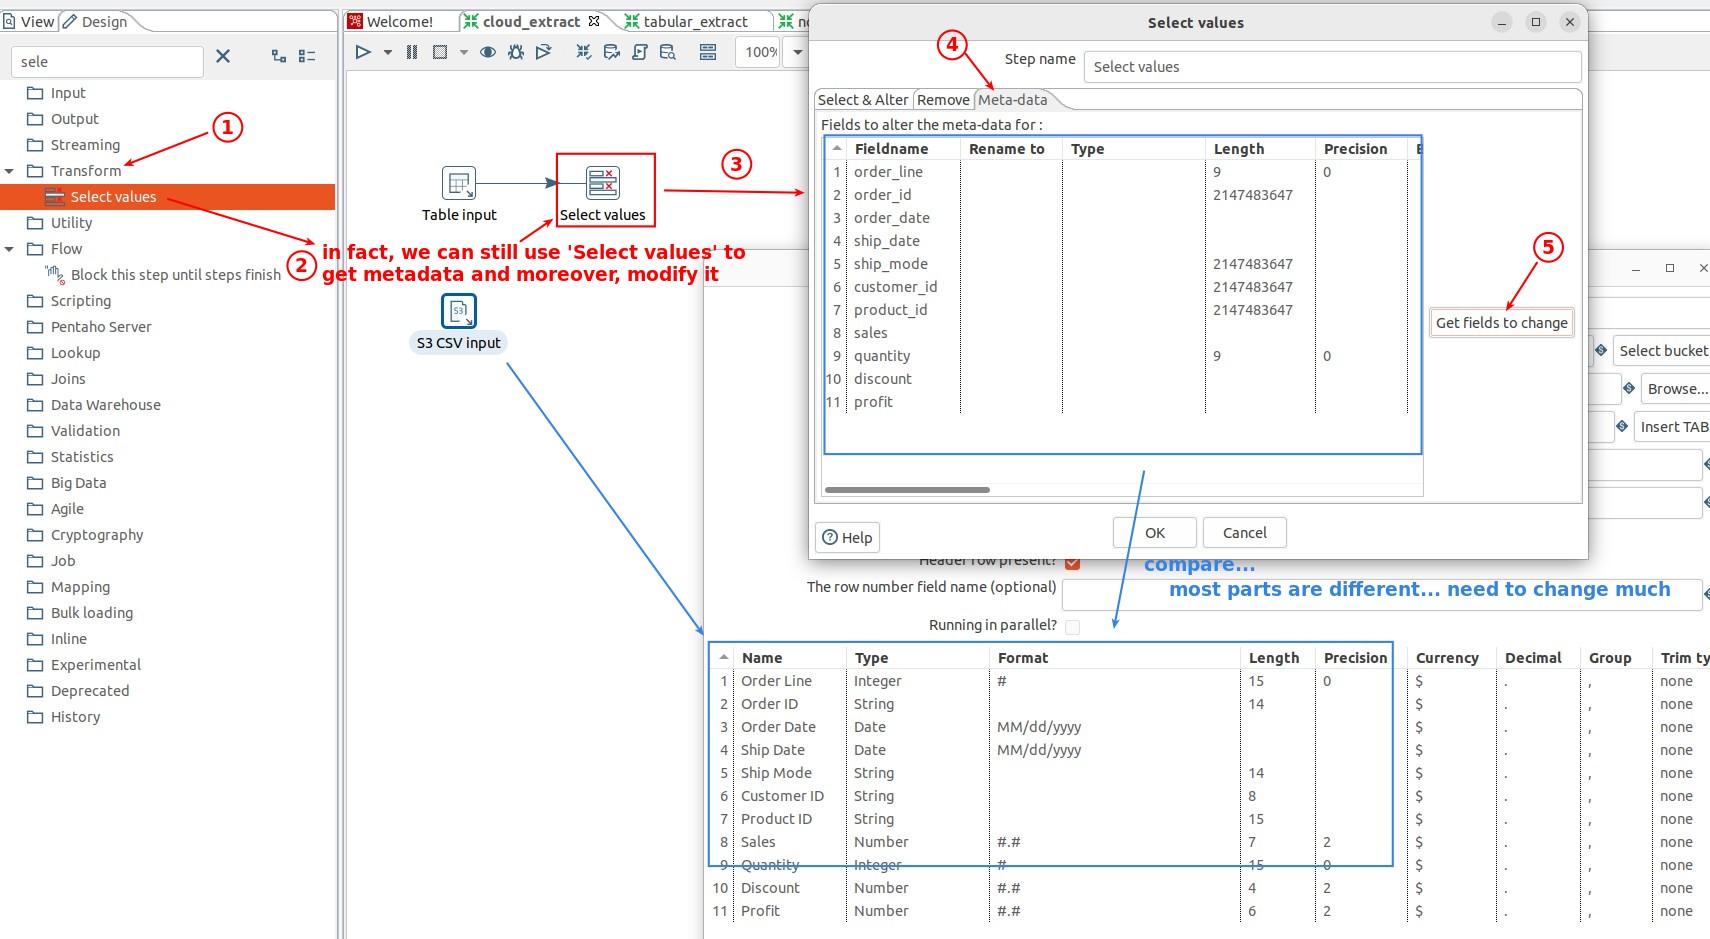 View
Design
Welcome!
cloud_extract
tabular_extract
sele
100%
Input
Output
Streaming
Transform
Select values
Utility
Flow
Block this step until steps finish
Scripting
Pentaho Server
Lookup
Joins
Data Warehouse
Validation
Statistics
Big Data
Agile
Cryptography
Job
Mapping
Bulk loading
Inline
Experimental
Deprecated
History
1
2
3
4
5
Table input
Select values
in fact, we can still use 'Select values' to
get metadata and moreover, modify it
S3
S3 CSV input
Select values
Step name Select values
Select & Alter Remove Meta-data
Fields to alter the meta-data for :
Fieldname Rename to Type Length Precision
1 order_line 9 0
2 order_id 2147483647
3 order_date
4 ship_date
5 ship_mode 2147483647
6 customer_id 2147483647
7 product_id 2147483647
8 sales
9 quantity 9 0
10 discount
11 profit
Get fields to change
Help
OK
Cancel
Select bucket
Browse...
Insert TAB
Header row present?
compare...
The row number field name (optional)
most parts are different... need to change much
Running in parallel?
Name Type Format Length Precision Currency Decimal Group Trim ty
1 Order Line Integer # 15 0 $ . , none
2 Order ID String 14 $ . , none
3 Order Date Date MM/dd/yyyy $ . , none
4 Ship Date Date MM/dd/yyyy $ . , none
5 Ship Mode String 14 $ . , none
6 Customer ID String 8 $ . , none
7 Product ID String 15 $ . , none
8 Sales Number #.# 7 2 $ . , none
9 Quantity Integer # 15 0 $ . , none
10 Discount Number #.# 4 2 $ . , none
11 Profit Number #.# 6 2 $ . , none